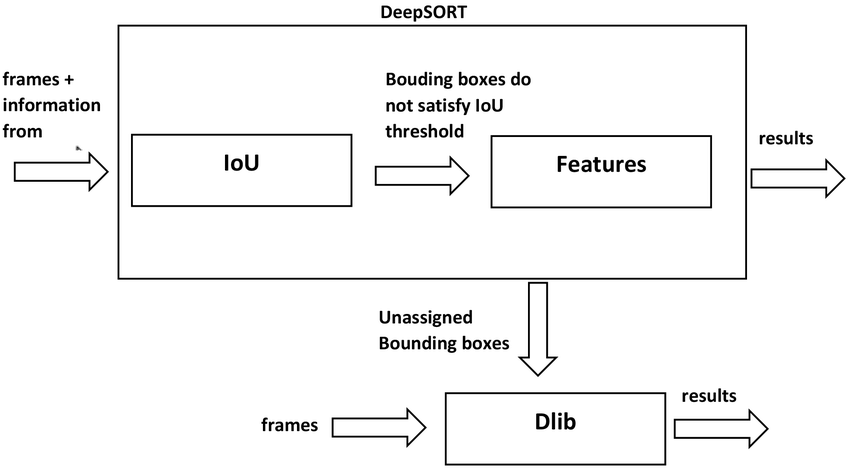 DeepSORT
frames +
information
from
Bouding boxes do
not satisfy IoU
threshold
IoU
Features
results
Unassigned
Bounding boxes
frames
Dlib
results